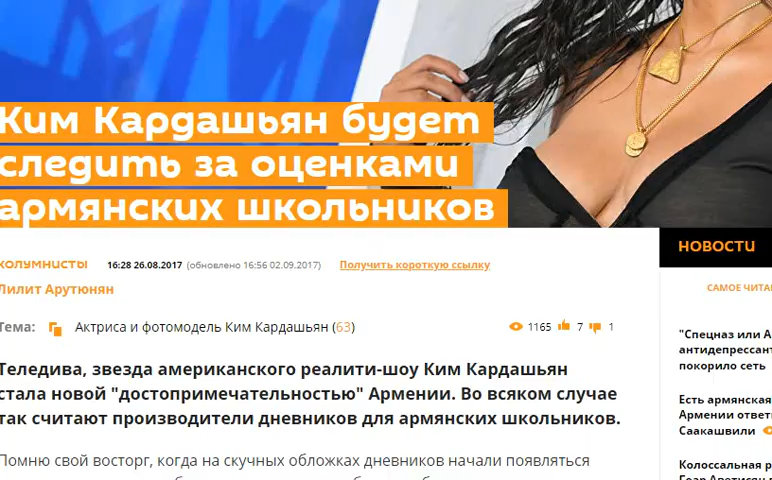 Ким Кардашьян будет
следить за оценками
армянских школьников
КОЛУМНИСТЫ
16:28 26.08.2017 (обновлено 16:56 02.09.2017)
Получить короткую ссылку
Лилит Арутюнян
Тема:
Актриса и фотомодель Ким Кардашьян (63)
1165 7 1
Теледива, звезда американского реалити-шоу Ким Кардашьян
стала новой "достопримечательностью" Армении. Во всяком случае
так считают производители дневников для армянских школьников.
Помню свой восторг, когда на скучных обложках дневников начали появляться
НОВОСТИ
САМОЕ
"Спецназ или
антидепрессант
покорило сеть
Есть армянская
Армении
Саакашвили
Колоссальная